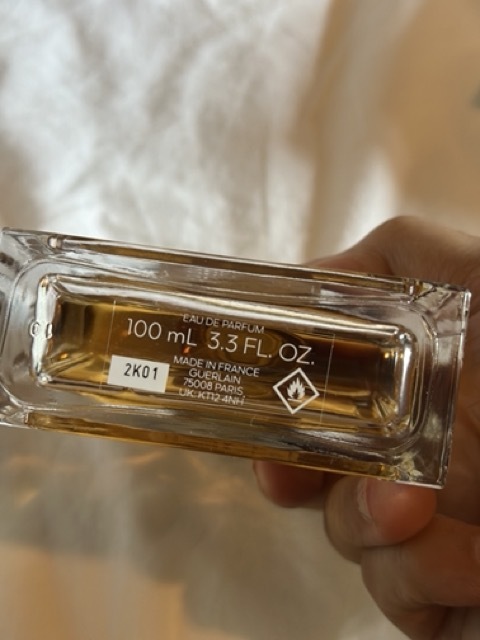 EAU DE PARFUM
100 mL 3.3 FL. OZ.
MADE IN FRANCE
GUERLAIN
75008 PARIS,
UK: KT12 4NH
2K01